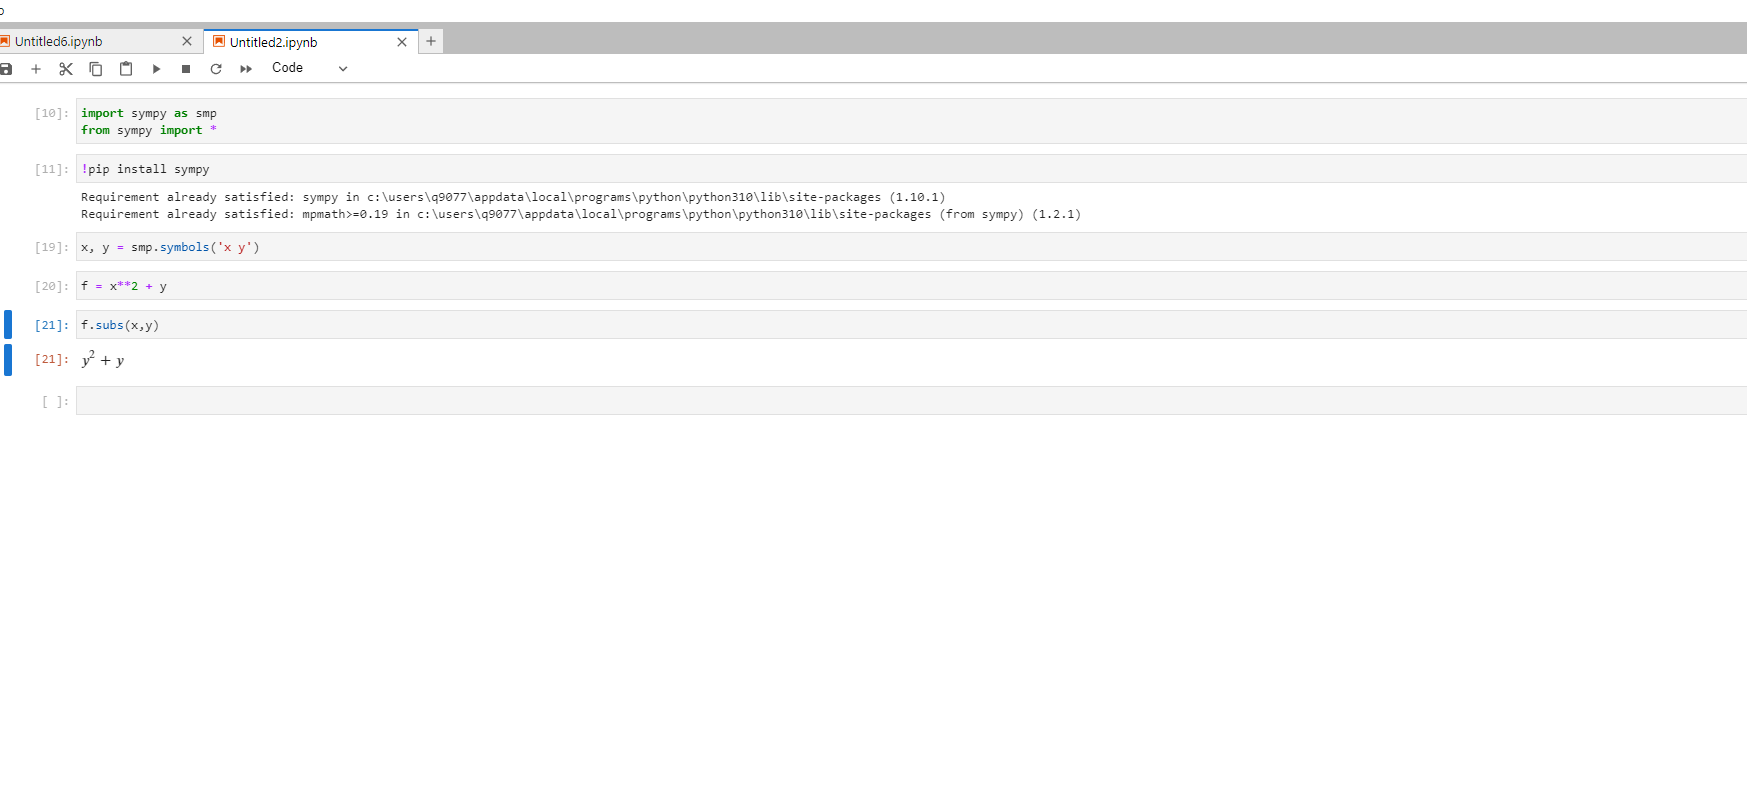 Untitled6.ipynb
Untitled2.ipynb
Code
[10]: import sympy as smp
from sympy import *
[11]: !pip install sympy
Requirement already satisfied: sympy in c:\users\q9077\appdata\local\programs\python\python310\lib\site-packages (1.10.1)
Requirement already satisfied: mpmath>=0.19 in c:\users\q9077\appdata\local\programs\python\python310\lib\site-packages (from sympy) (1.2.1)
[19]: x, y = smp.symbols('x y')
[20]: f = x**2 + y
[21]: f.subs(x,y)
[21]: y² + y
[ ]: